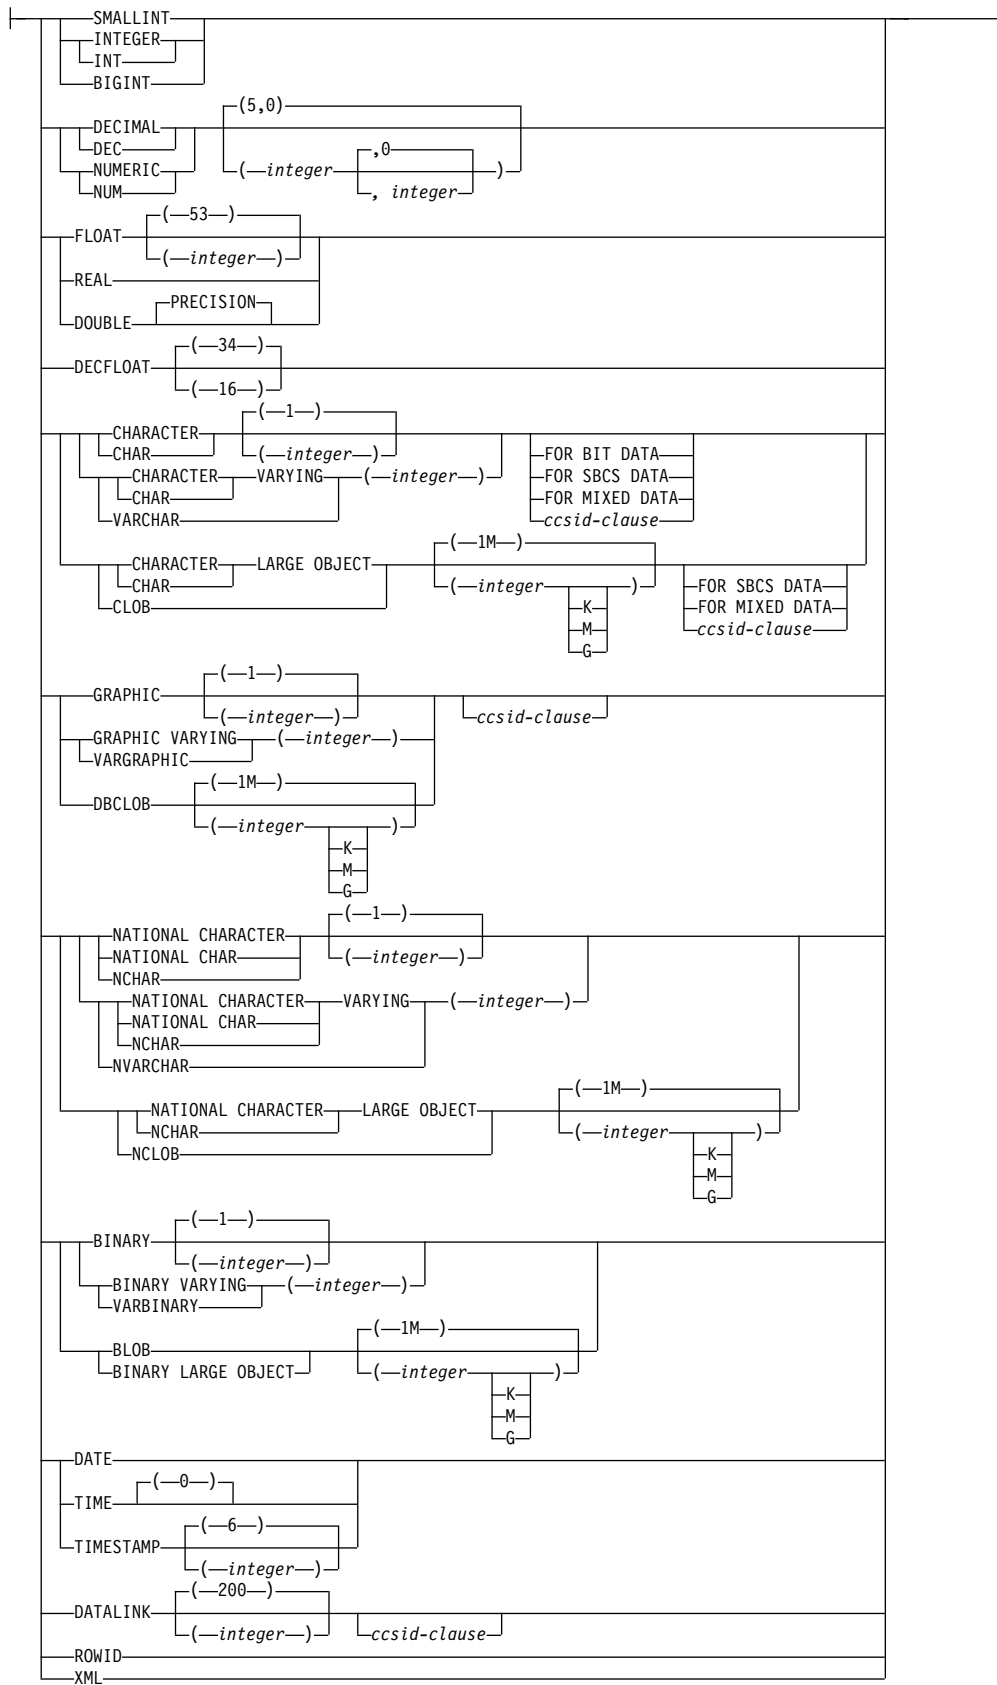 SMALLINT
INTEGER
INT
BIGINT
(5,0)
DECIMAL
DEC
,0
NUMERIC
( integer )
NUM
, integer
( 53 )
FLOAT
( integer )
REAL
PRECISION
DOUBLE
( 34 )
DECFLOAT
( 16 )
( 1 )
CHARACTER
CHAR
( integer )
FOR BIT DATA
CHARACTER VARYING ( integer )
FOR SBCS DATA
CHAR
FOR MIXED DATA
VARCHAR
ccsid-clause
( 1M )
CHARACTER LARGE OBJECT
CHAR
( integer )
FOR SBCS DATA
CLOB
K
FOR MIXED DATA
M
ccsid-clause
G
( 1 )
GRAPHIC
( integer )
ccsid-clause
GRAPHIC VARYING ( integer )
VARGRAPHIC
( 1M )
DBCLOB
( integer )
K
M
G
( 1 )
NATIONAL CHARACTER
NATIONAL CHAR
( integer )
NCHAR
NATIONAL CHARACTER VARYING ( integer )
NATIONAL CHAR
NCHAR
NVARCHAR
( 1M )
NATIONAL CHARACTER LARGE OBJECT
NCHAR
( integer )
NCLOB
K
M
G
( 1 )
BINARY
( integer )
BINARY VARYING ( integer )
VARBINARY
( 1M )
BLOB
BINARY LARGE OBJECT
( integer )
K
M
G
DATE
( 0 )
TIME
( 6 )
TIMESTAMP
( integer )
( 200 )
DATALINK
( integer )
ccsid-clause
ROWID
XML